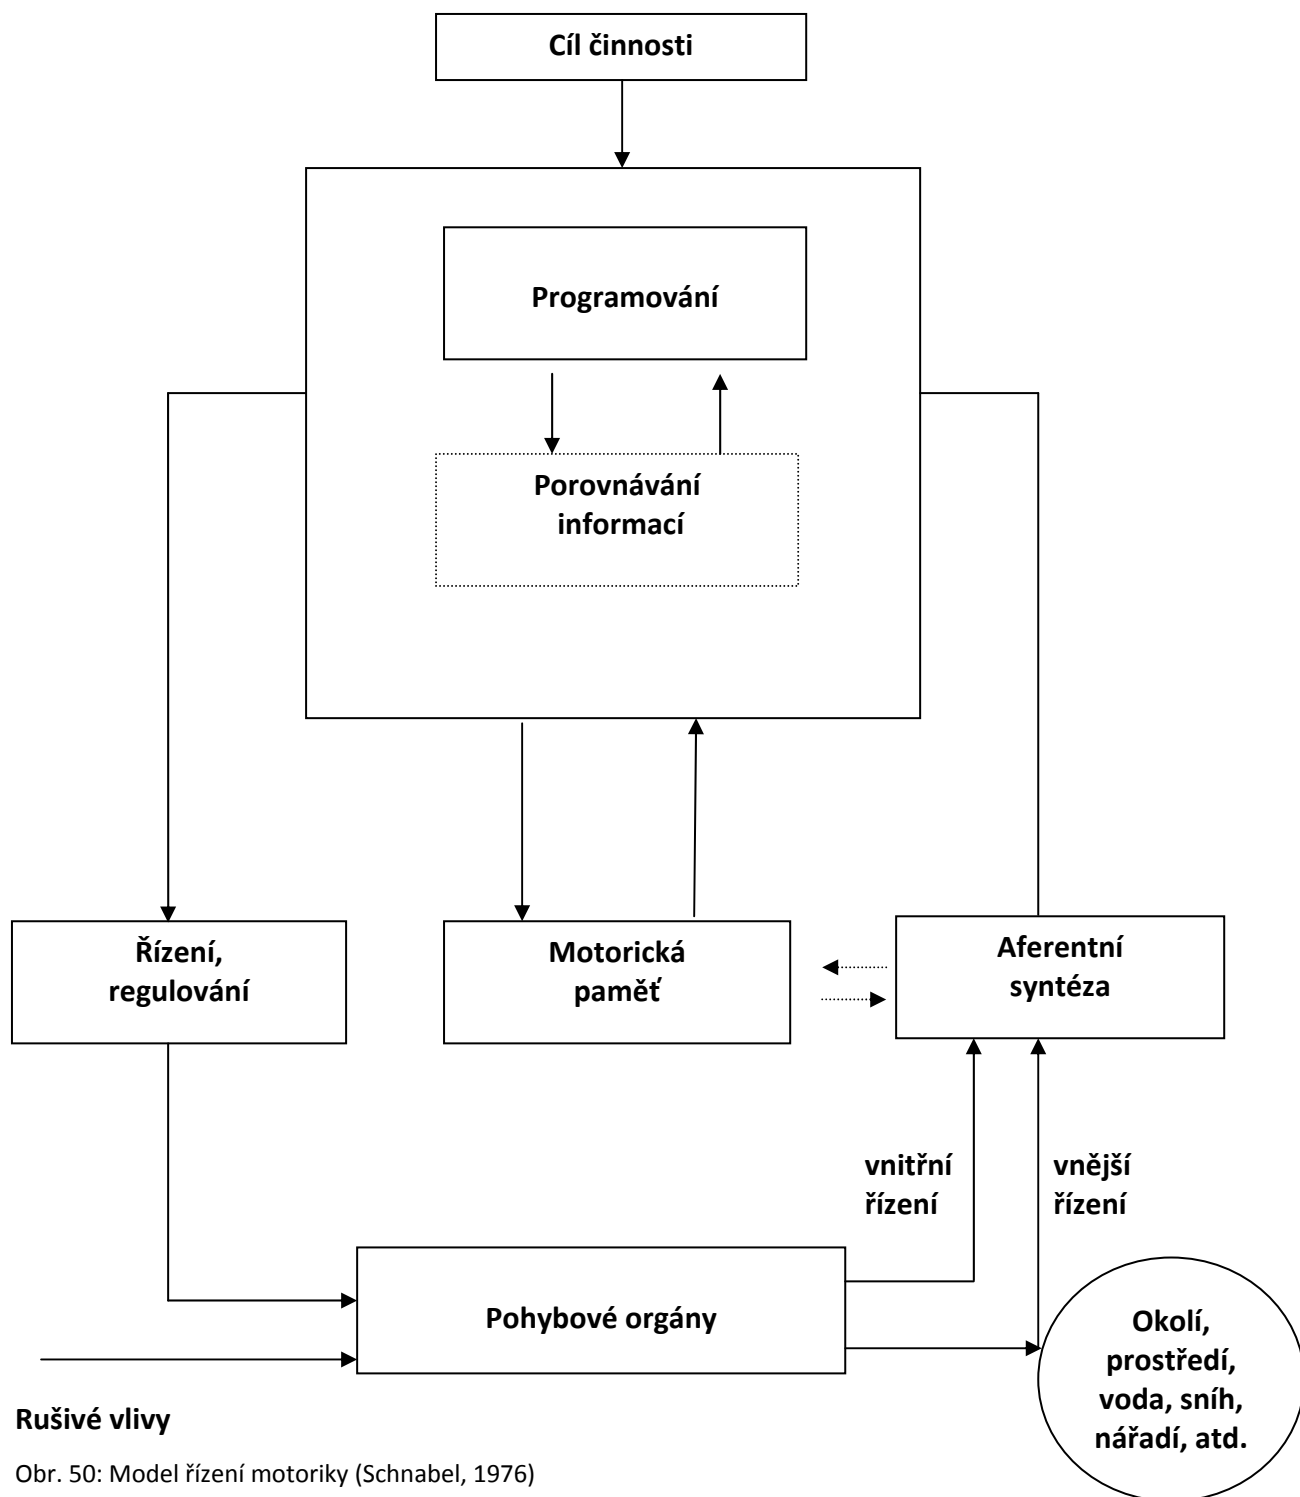 Cíl činnosti
Programování
Porovnávání
informací
Řízení,
regulování
Motorická
paměť
Aferentní
syntéza
vnitřní
řízení
vnější
řízení
Pohybové orgány
Okolí,
prostředí,
voda, sníh,
nářadí, atd.
Rušivé vlivy
Obr. 50: Model řízení motoriky (Schnabel, 1976)